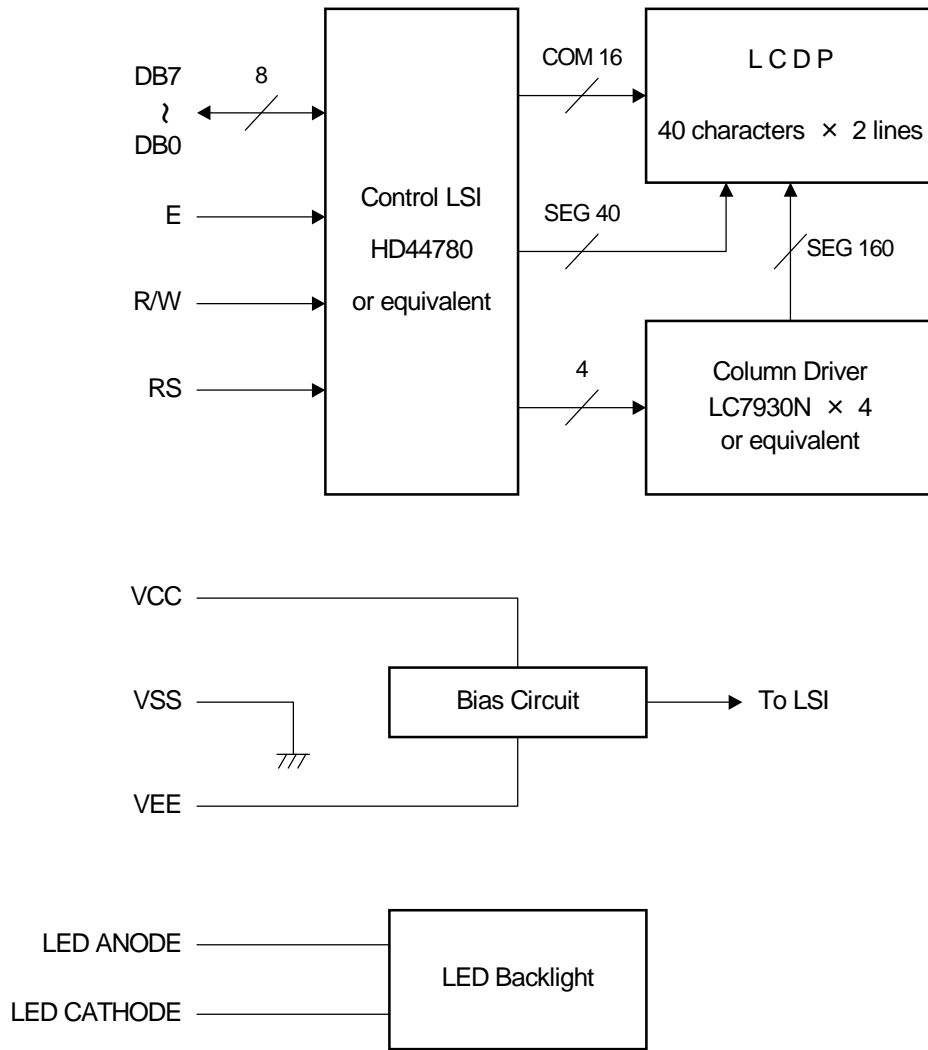 DB7
~
DB0
8
E
R/W
RS
Control LSI
HD44780
or equivalent
COM 16
SEG 40
4
L C D P
40 characters × 2 lines
SEG 160
Column Driver
LC7930N × 4
or equivalent
VCC
VSS
VEE
Bias Circuit
To LSI
LED ANODE
LED CATHODE
LED Backlight